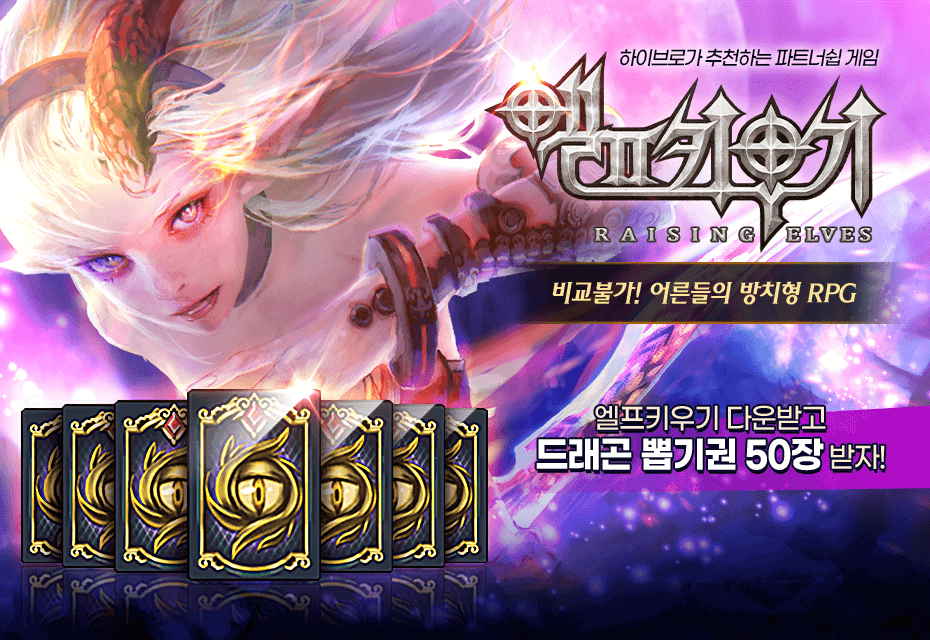 하이브로가 추천하는 파트너쉽 게임
엘프키우기
RAISING ELVES
비교불가! 어른들의 방치형 RPG
엘프키우기 다운받고
드래곤 뽑기권 50장 받자!